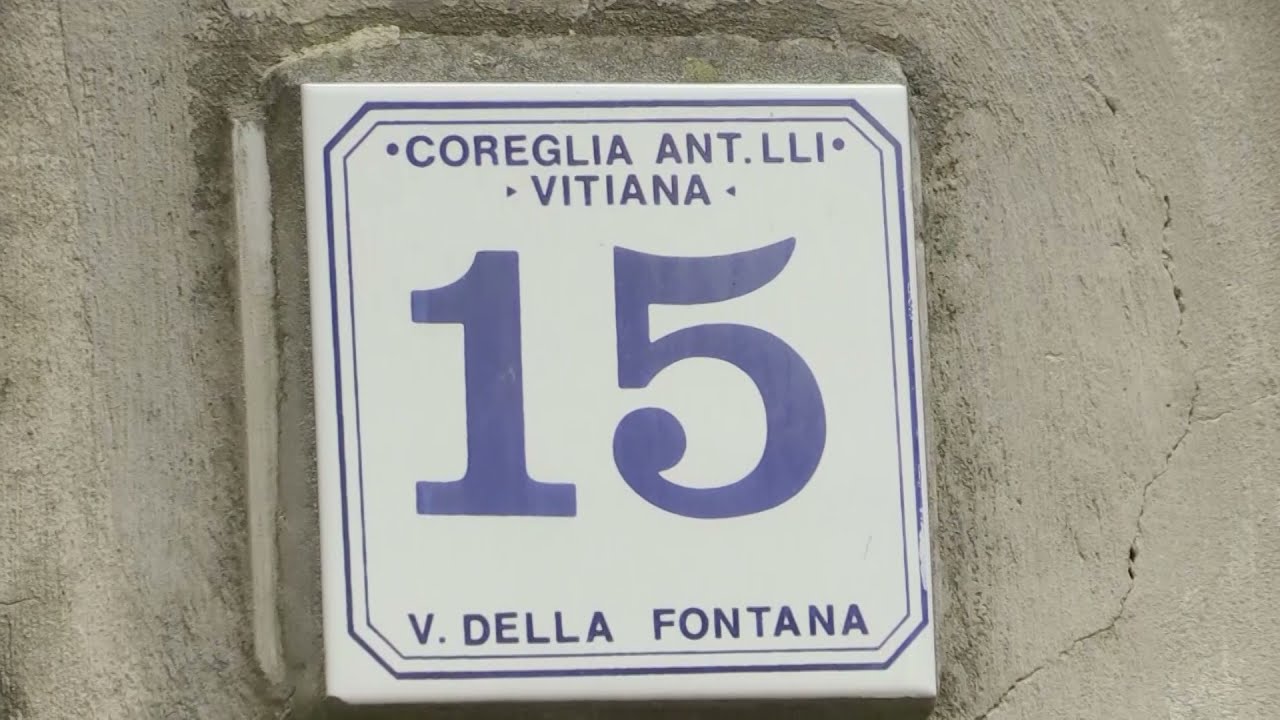 •COREGLIA ANT.LLI•
▸ VITIANA ◂
15
V. DELLA FONTANA